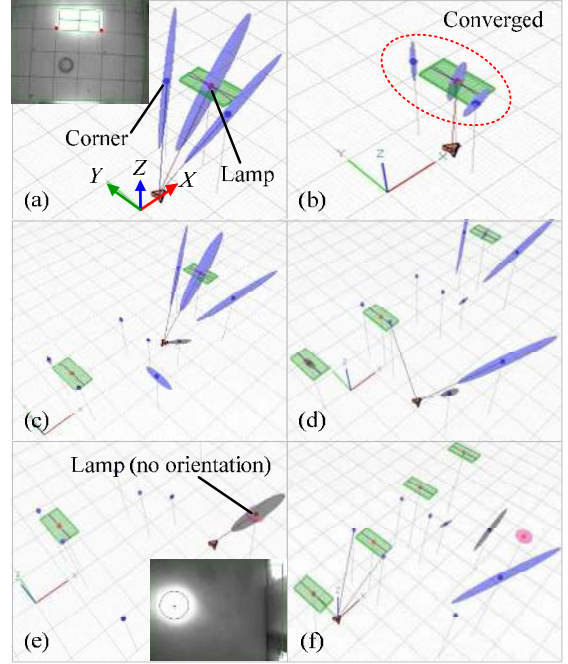 Converged
Corner
Lamp
Y
Z
X
(a)
Y
Z
X
(b)
(c)
(d)
Lamp (no orientation)
(e)
(f)